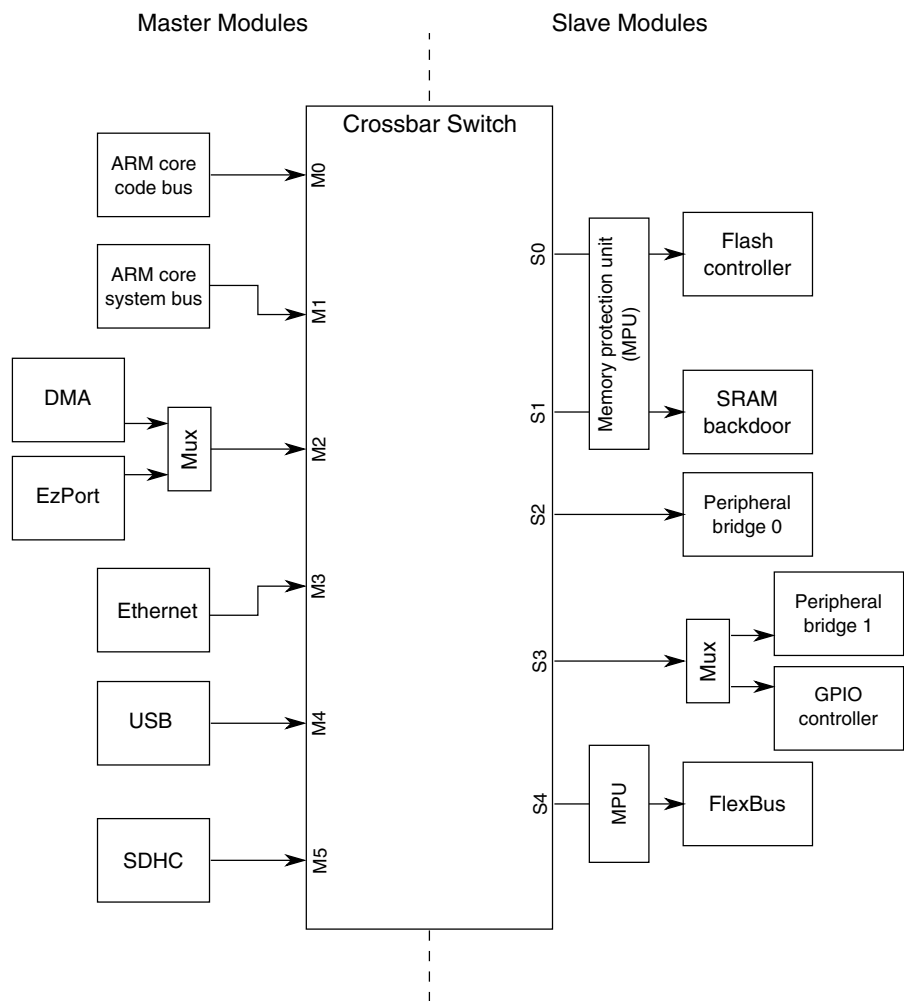 Master Modules
Slave Modules
Crossbar Switch
ARM core
code bus
M0
ARM core
system bus
M1
DMA
EzPort
Mux
M2
Ethernet
M3
USB
M4
SDHC
M5
S0
S1
Memory protection unit
(MPU)
Flash
controller
SRAM
backdoor
S2
Peripheral
bridge 0
S3
Mux
Peripheral
bridge 1
GPIO
controller
S4
MPU
FlexBus